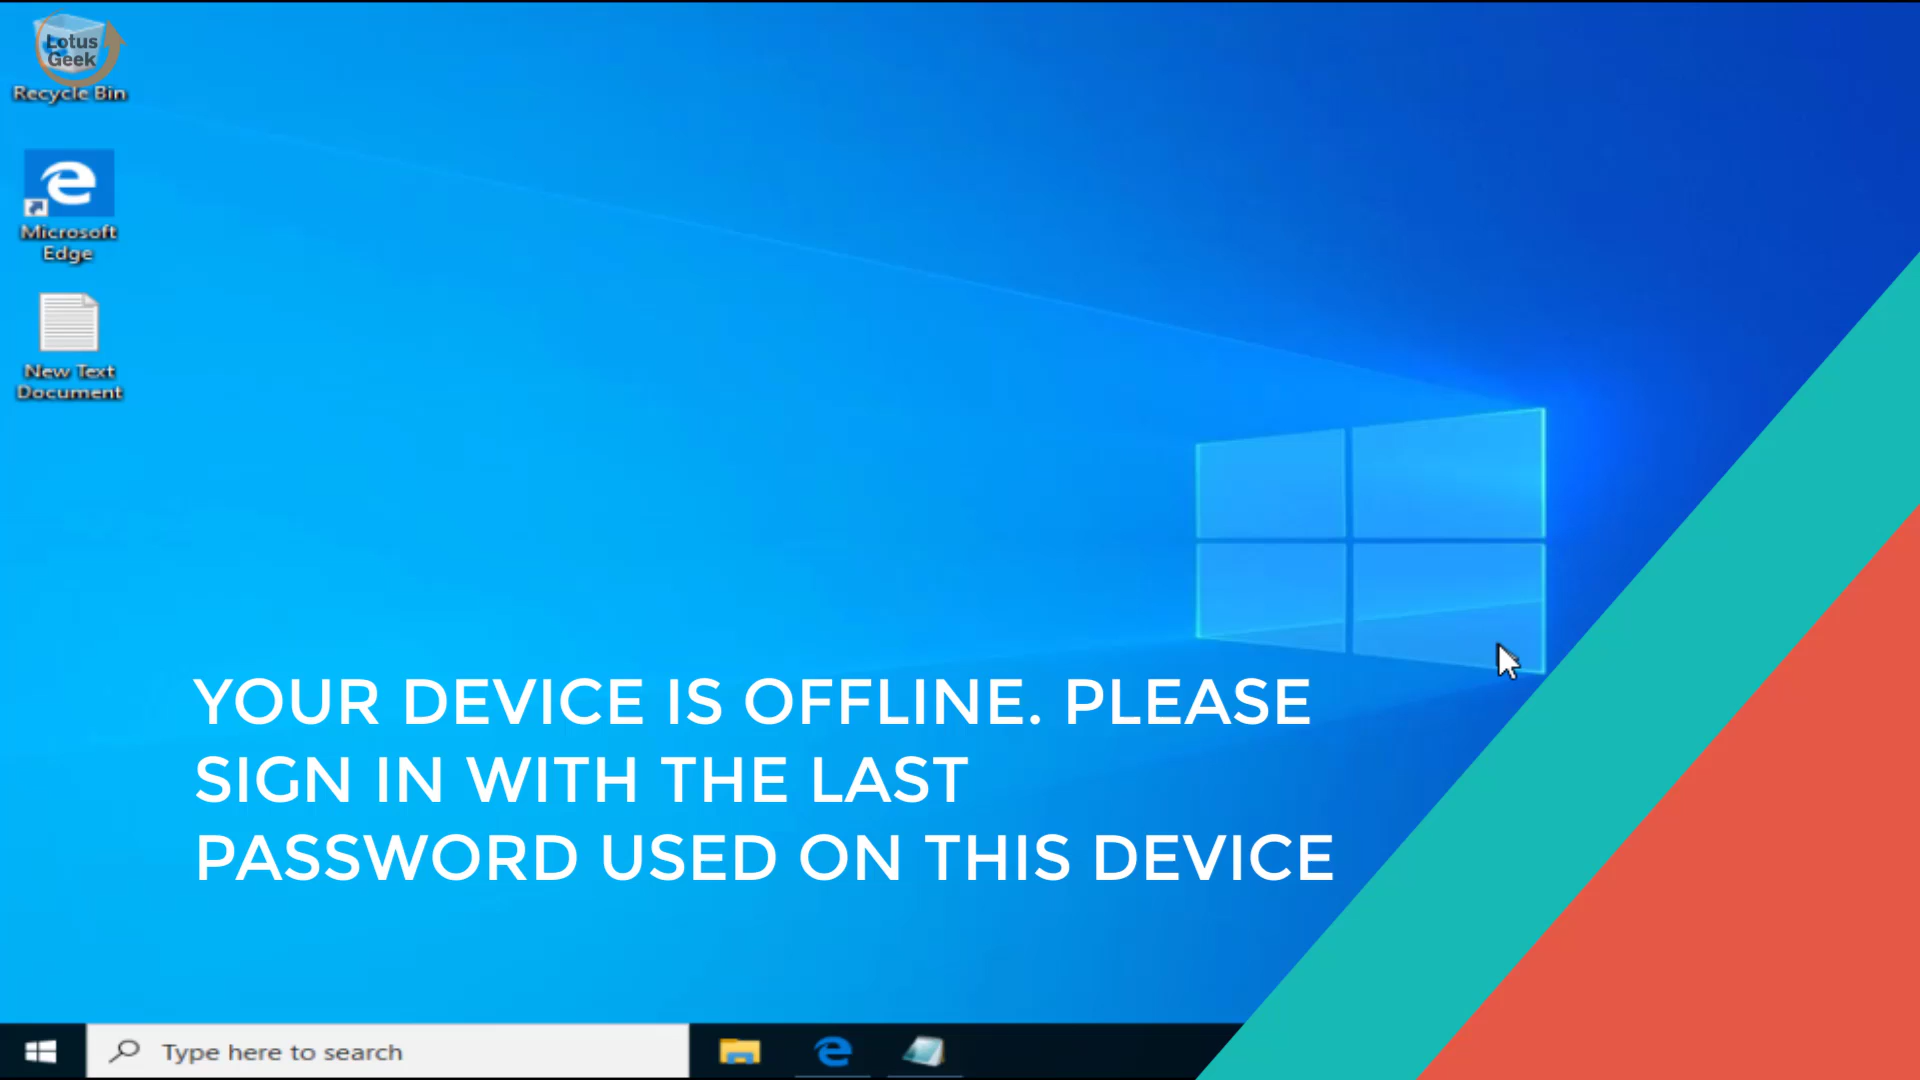 Lotus
Geek
Recycle Bin
Microsoft
Edge
New Text
Document
YOUR DEVICE IS OFFLINE. PLEASE
SIGN IN WITH THE LAST
PASSWORD USED ON THIS DEVICE
Type here to search